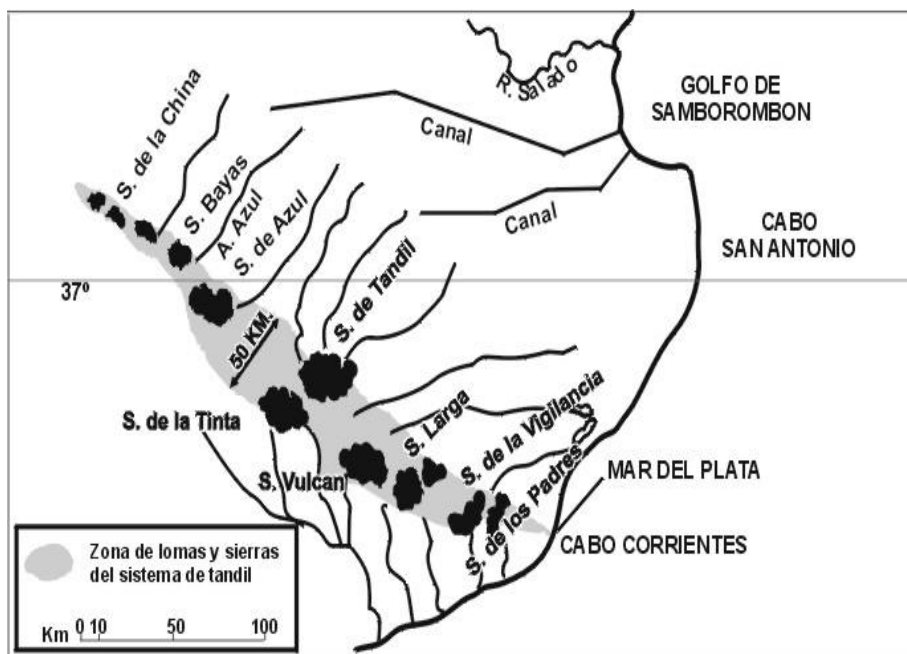 R. Salado
GOLFO DE
SAMBOROMBON
Canal
S. de la China
S. Bayas
A. Azul
S. de Azul
Canal
CABO
SAN ANTONIO
37º
S. de Tandil
50 KM.
S. de la Tinta
S. Larga
S. de la Vigilancia
S. Vulcan
S. de los Padres
MAR DEL PLATA
CABO CORRIENTES
Zona de lomas y sierras
del sistema de tandil
Km 0 10 50 100